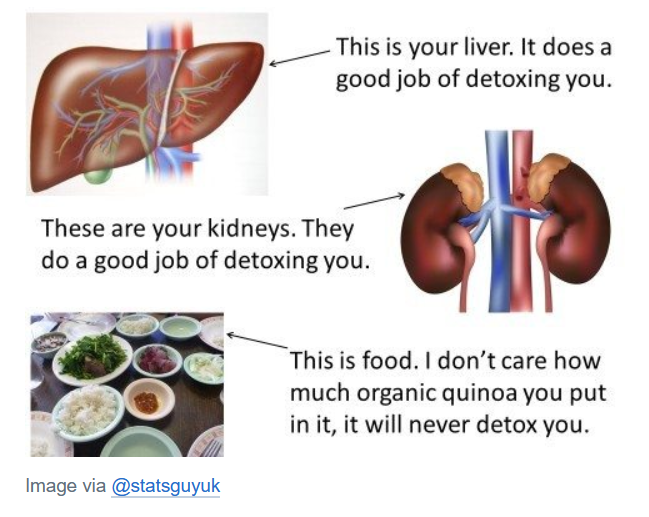 This is your liver. It does a
good job of detoxing you.
These are your kidneys. They
do a good job of detoxing you.
This is food. I don’t care how
much organic quinoa you put
in it, it will never detox you.
Image via @statsguyuk